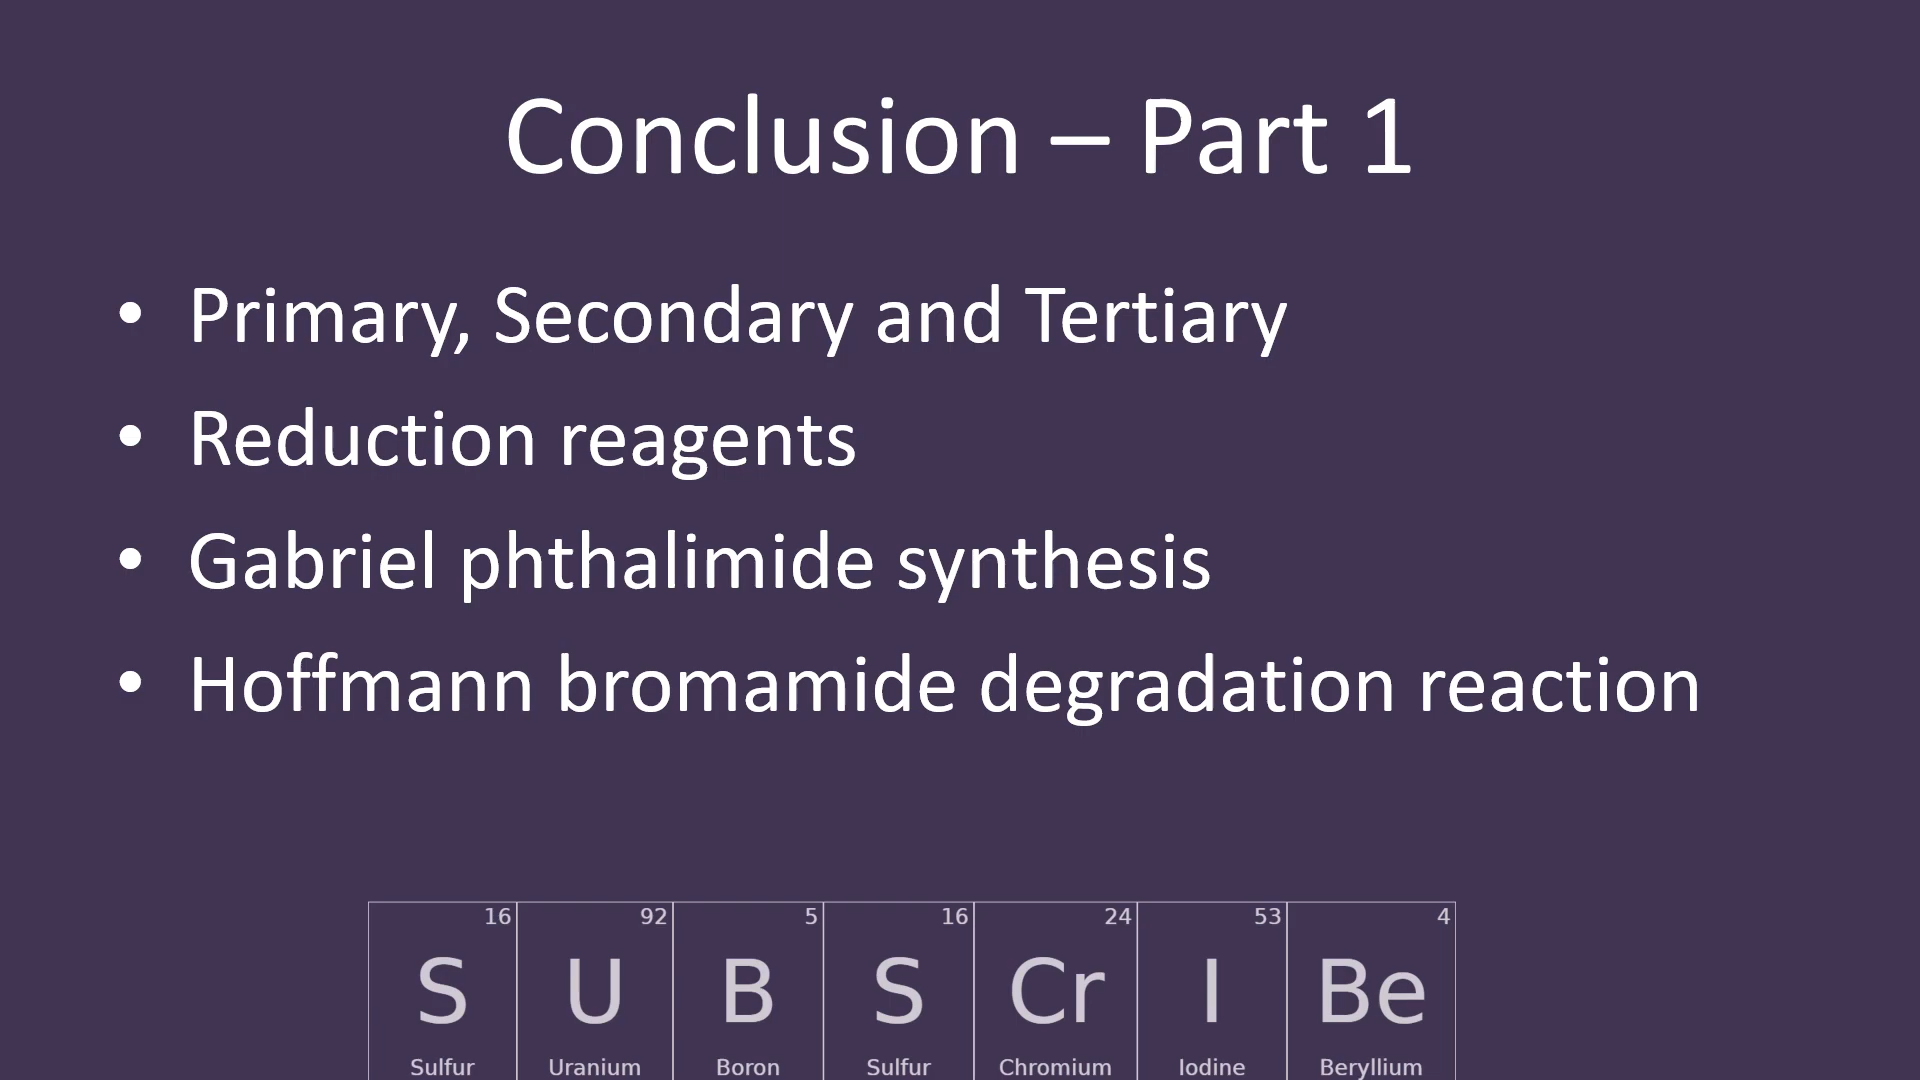 Conclusion – Part 1
• Primary, Secondary and Tertiary
• Reduction reagents
• Gabriel phthalimide synthesis
• Hoffmann bromamide degradation reaction
16 92 5 16 24 53 4
S U B S Cr I Be
Sulfur Uranium Boron Sulfur Chromium Iodine Beryllium